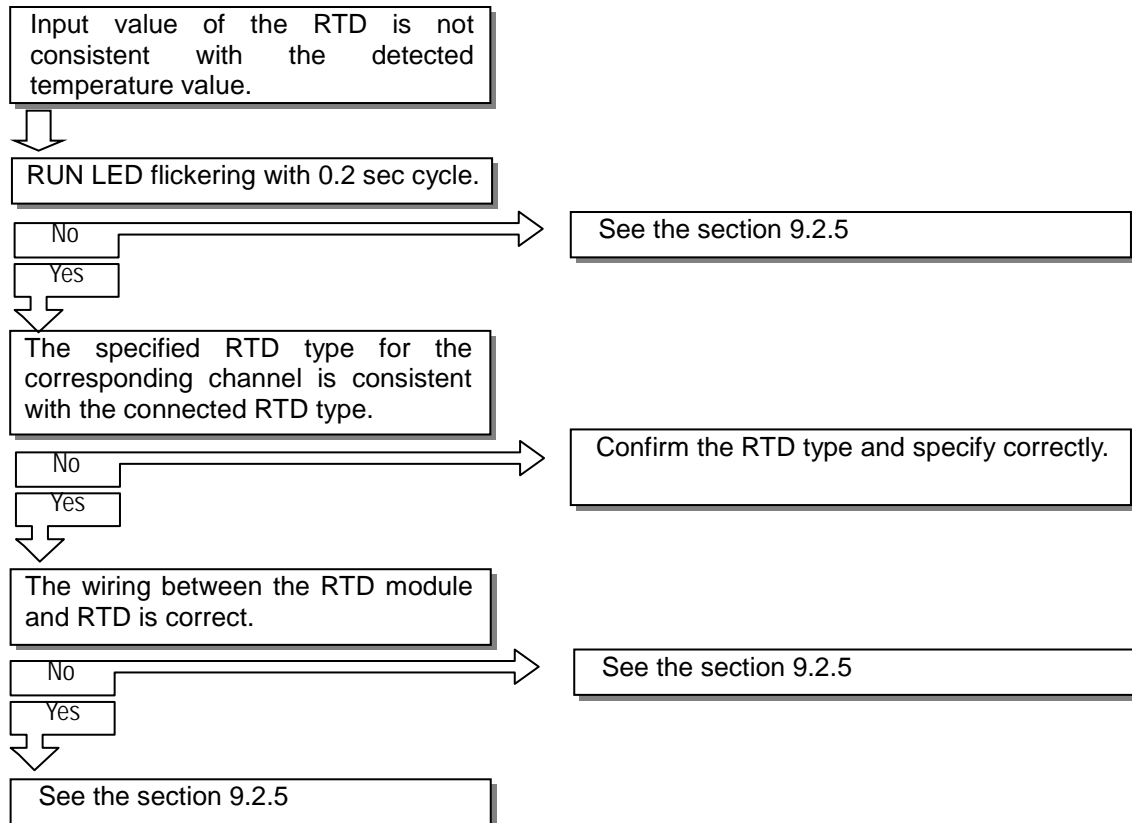 Input value of the RTD is not
consistent with the detected
temperature value.
RUN LED flickering with 0.2 sec cycle.
No
See the section 9.2.5
Yes
The specified RTD type for the
corresponding channel is consistent
with the connected RTD type.
No
Confirm the RTD type and specify correctly.
Yes
The wiring between the RTD module
and RTD is correct.
No
See the section 9.2.5
Yes
See the section 9.2.5